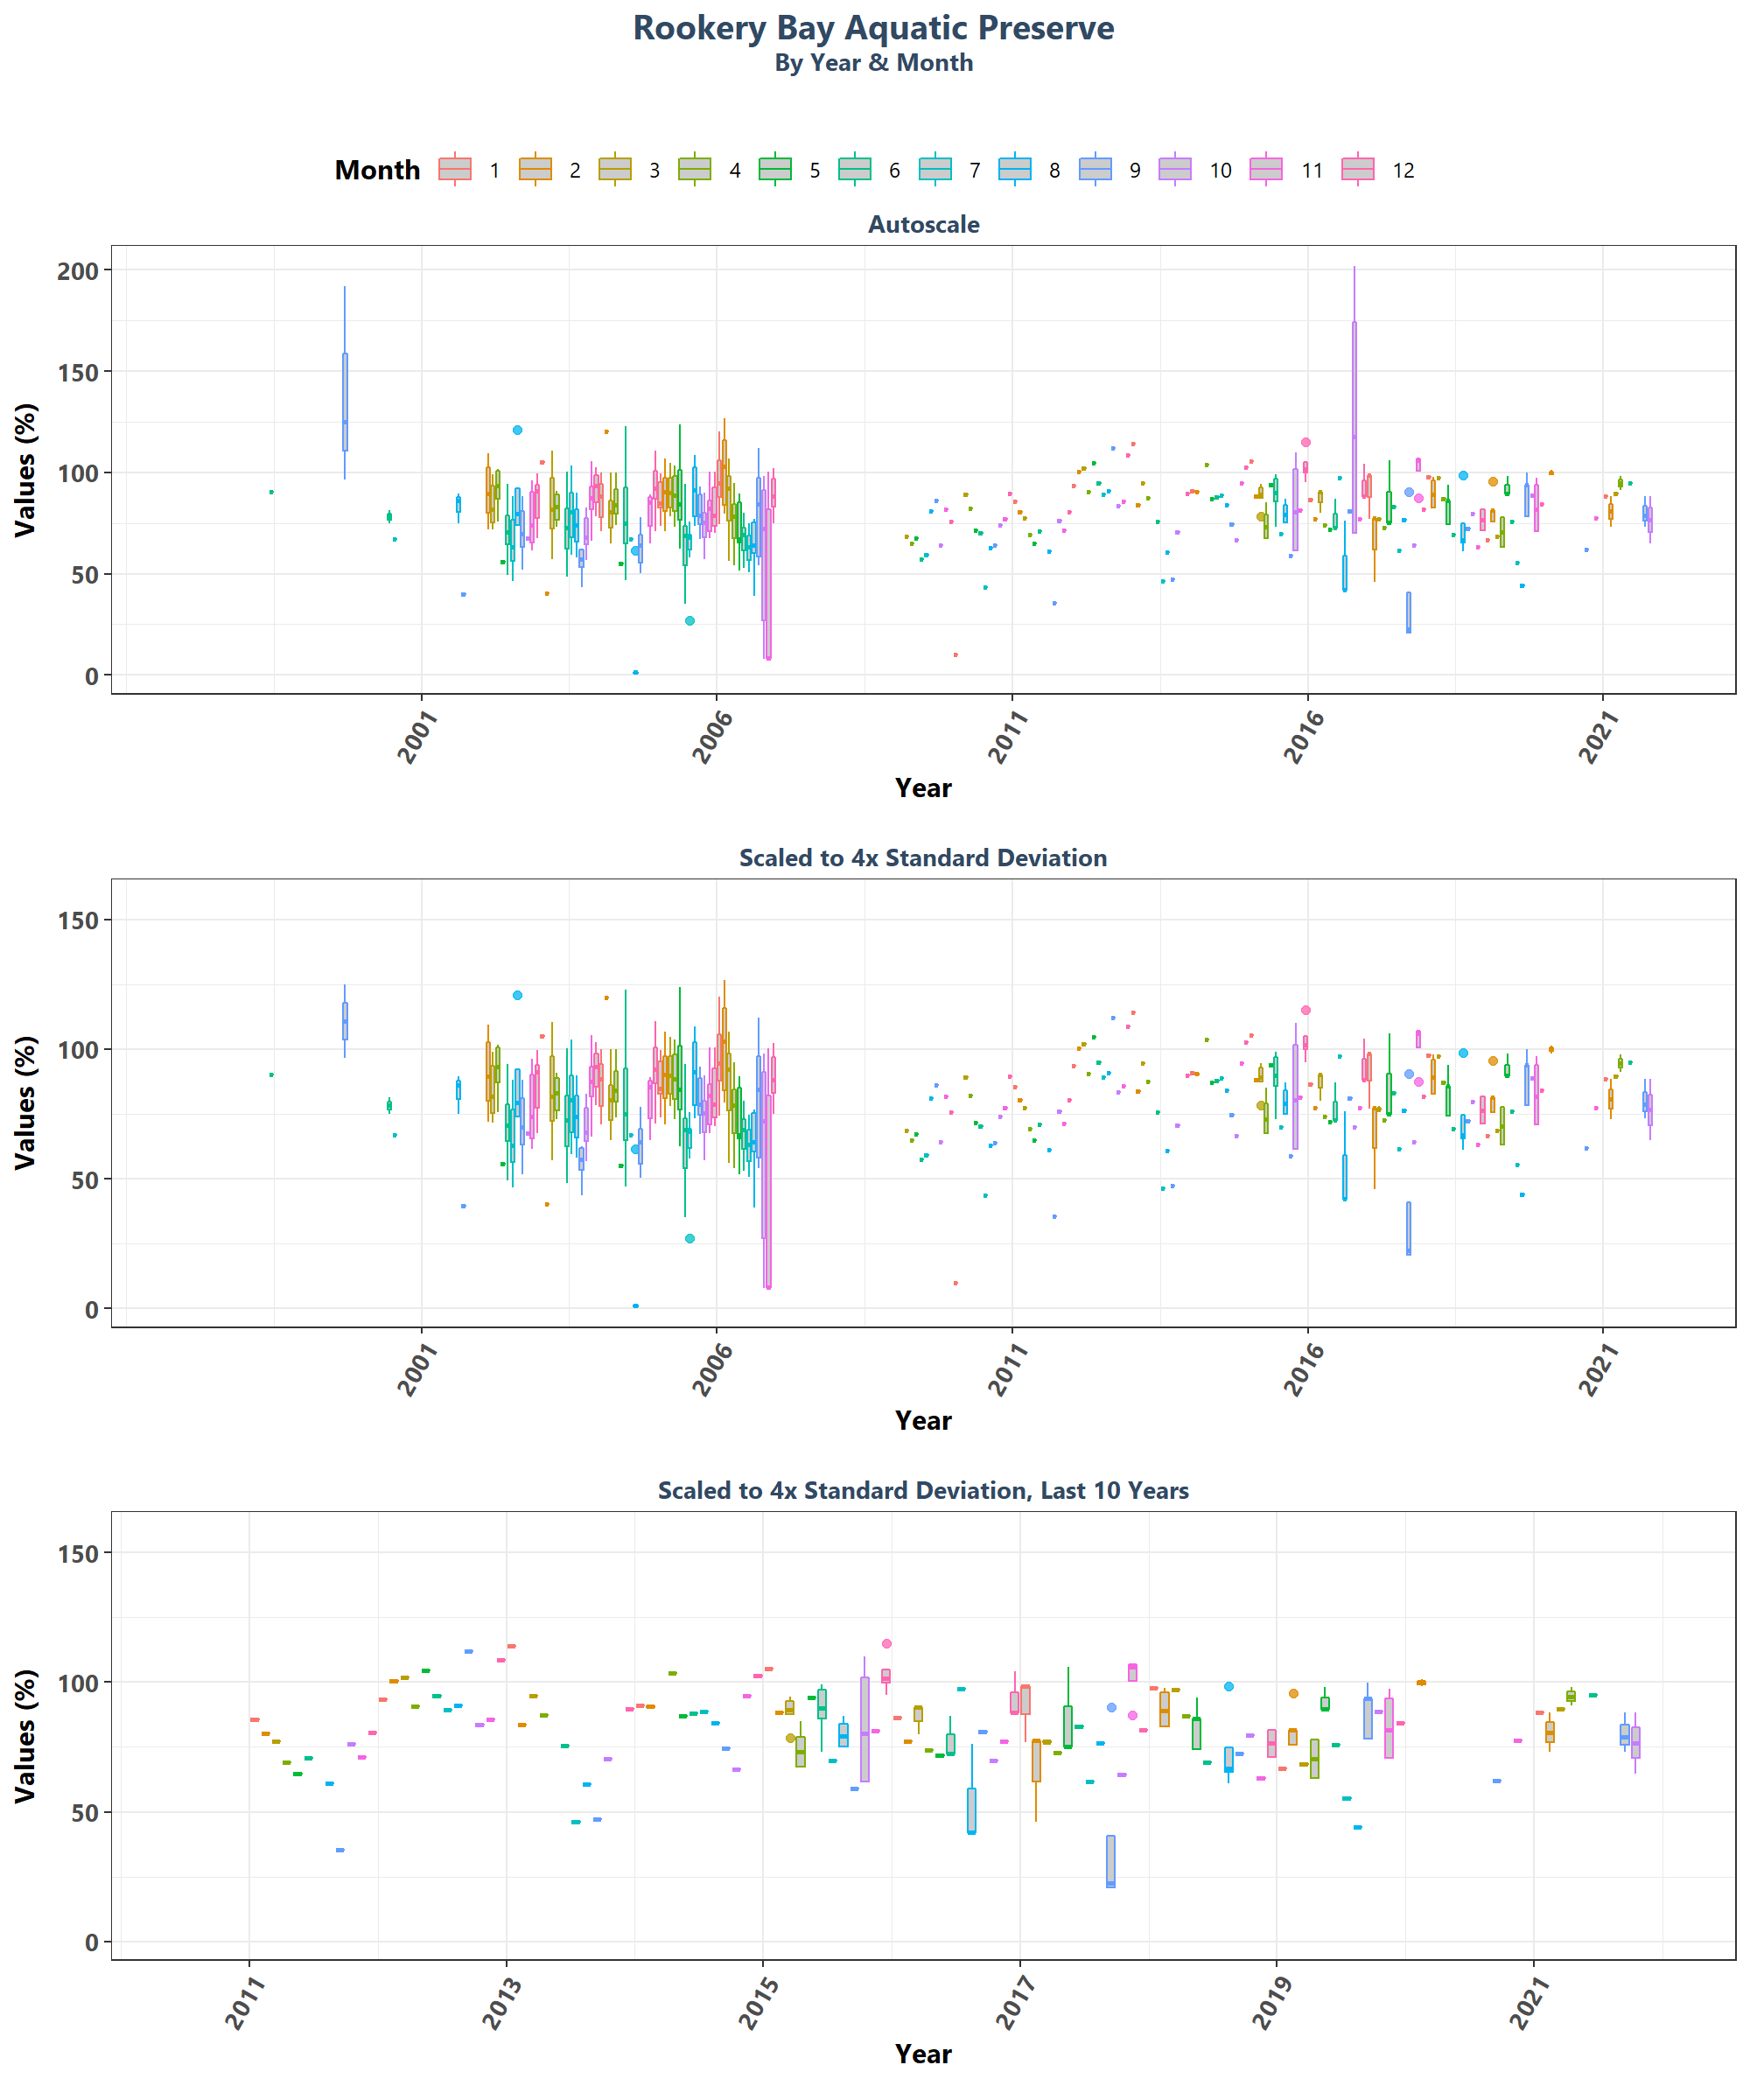 Rookery Bay Aquatic Preserve
By Year & Month
Month 1 2 3 4 5 6 7 8 9 10 11 12
Autoscale
Values (%)
200
150
100
50
0
2001 2006 2011 2016 2021
Year
Scaled to 4x Standard Deviation
Values (%)
150
100
50
0
2001 2006 2011 2016 2021
Year
Scaled to 4x Standard Deviation, Last 10 Years
Values (%)
150
100
50
0
2011 2013 2015 2017 2019 2021
Year